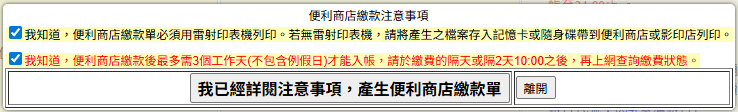 便利商店繳款注意事項
我知道，便利商店繳款單必須用雷射印表機列印。若無雷射印表機，請將產生之檔案存入記憶卡或隨身碟帶到便利商店或影印店列印。
我知道，便利商店繳款後最多需3個工作天(不包含例假日)才能入帳，請於繳費的隔天或隔2天10:00之後，再上網查詢繳費狀態。
我已經詳閱注意事項，產生便利商店繳款單
離開